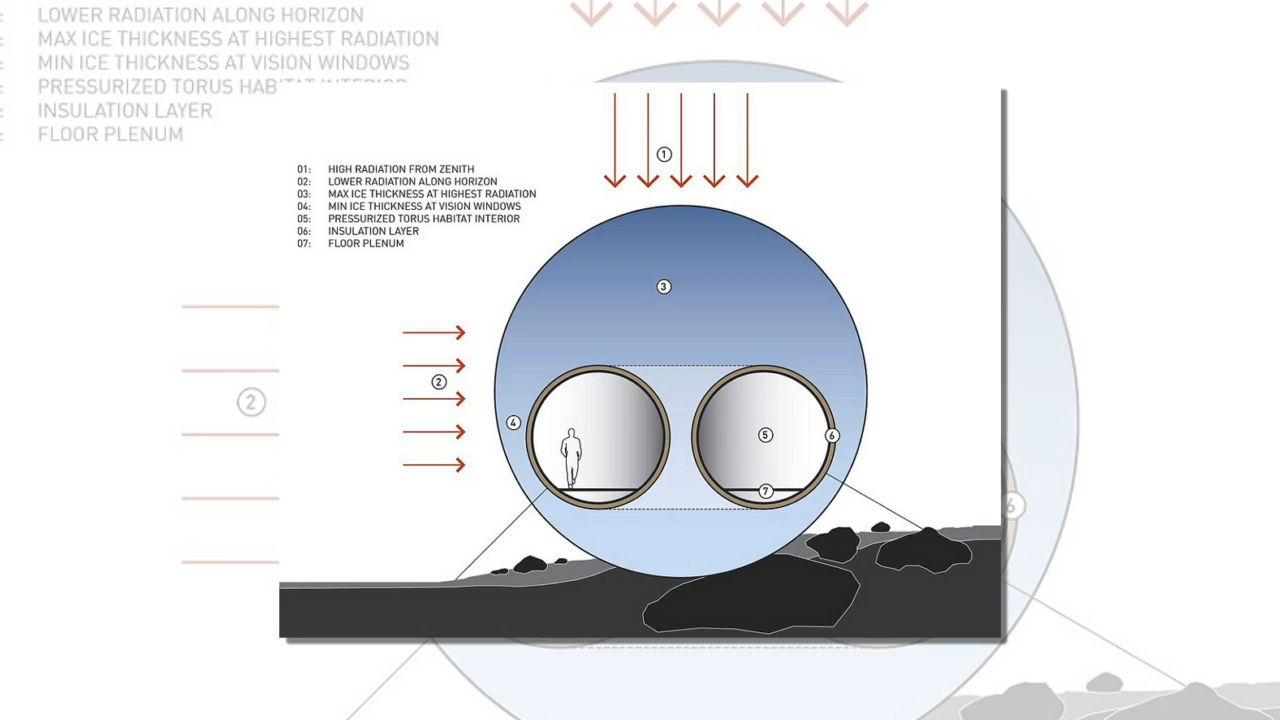 : LOWER RADIATION ALONG HORIZON
: MAX ICE THICKNESS AT HIGHEST RADIATION
: MIN ICE THICKNESS AT VISION WINDOWS
: PRESSURIZED TORUS HABITAT INTERIOR
: INSULATION LAYER
: FLOOR PLENUM
1
01: HIGH RADIATION FROM ZENITH
02: LOWER RADIATION ALONG HORIZON
03: MAX ICE THICKNESS AT HIGHEST RADIATION
04: MIN ICE THICKNESS AT VISION WINDOWS
05: PRESSURIZED TORUS HABITAT INTERIOR
06: INSULATION LAYER
07: FLOOR PLENUM
3
2
2
4
5
6
7
6